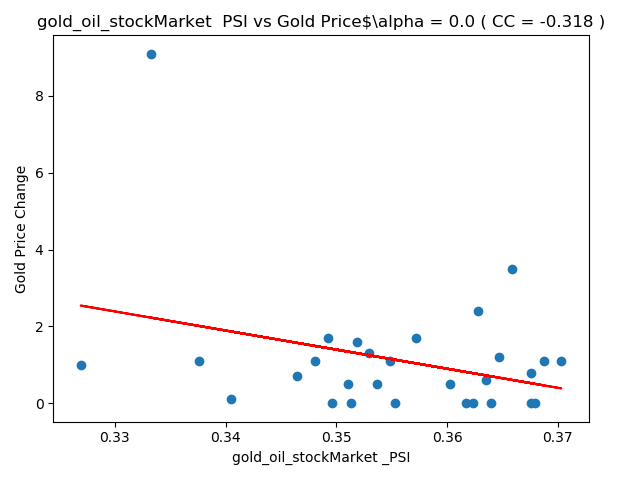 gold_oil_stockMarket  PSI vs Gold Price$\alpha = 0.0 ( CC = -0.318 )
8
6
4
2
0
Gold Price Change
0.33 0.34 0.35 0.36 0.37
gold_oil_stockMarket _PSI